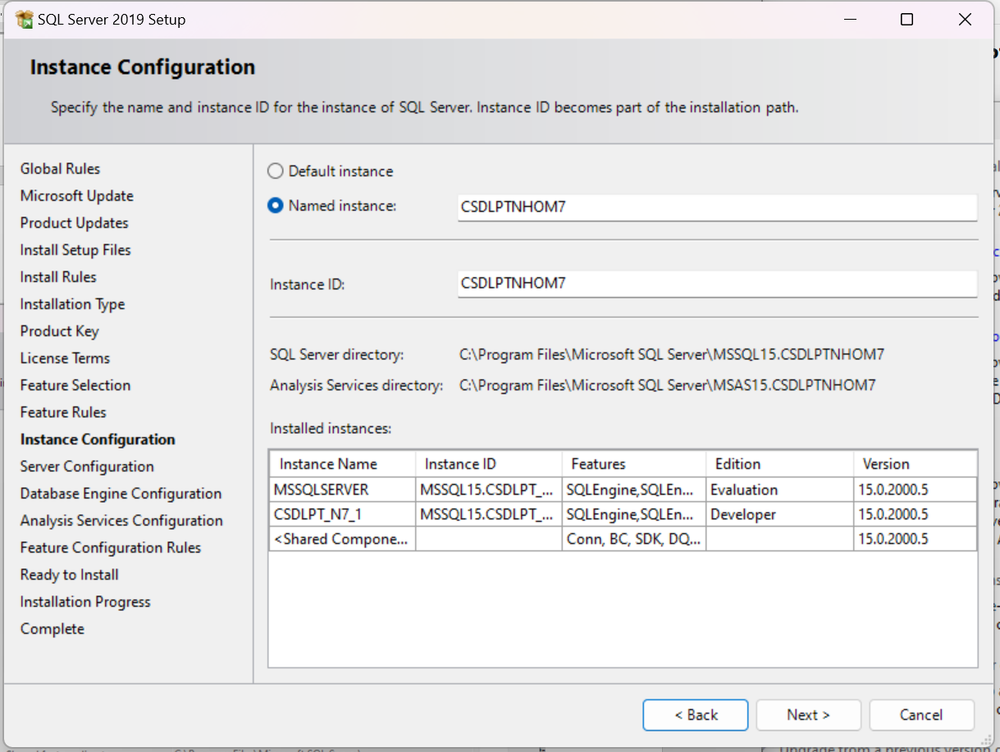 SQL Server 2019 Setup
Instance Configuration
Specify the name and instance ID for the instance of SQL Server. Instance ID becomes part of the installation path.
Global Rules
Microsoft Update
Product Updates
Install Setup Files
Install Rules
Installation Type
Product Key
License Terms
Feature Selection
Feature Rules
Instance Configuration
Server Configuration
Database Engine Configuration
Analysis Services Configuration
Feature Configuration Rules
Ready to Install
Installation Progress
Complete
Default instance
Named instance: CSDLPTNHOM7
Instance ID: CSDLPTNHOM7
SQL Server directory: C:\Program Files\Microsoft SQL Server\MSSQL15.CSDLPTNHOM7
Analysis Services directory: C:\Program Files\Microsoft SQL Server\MSAS15.CSDLPTNHOM7
Installed instances:
Instance Name Instance ID Features Edition Version
MSSQLSERVER MSSQL15.CSDLPT_... SQLEngine,SQLEn... Evaluation 15.0.2000.5
CSDLPT_N7_1 MSSQL15.CSDLPT_... SQLEngine,SQLEn... Developer 15.0.2000.5
<Shared Compone... Conn, BC, SDK, DQ... 15.0.2000.5
< Back Next > Cancel